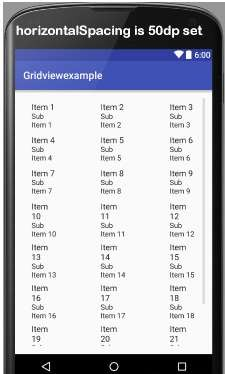 horizontalSpacing is 50dp set
6:00
Gridviewexample
Item 1 Item 2 Item 3
Sub Sub Sub
Item 1 Item 2 Item 3
Item 4 Item 5 Item 6
Sub Sub Sub
Item 4 Item 5 Item 6
Item 7 Item 8 Item 9
Sub Sub Sub
Item 7 Item 8 Item 9
Item Item Item
10 11 12
Sub Sub Sub
Item 10 Item 11 Item 12
Item Item Item
13 14 15
Sub Sub Sub
Item 13 Item 14 Item 15
Item Item Item
16 17 18
Sub Sub Sub
Item 16 Item 17 Item 18
Item Item Item
19 20 21